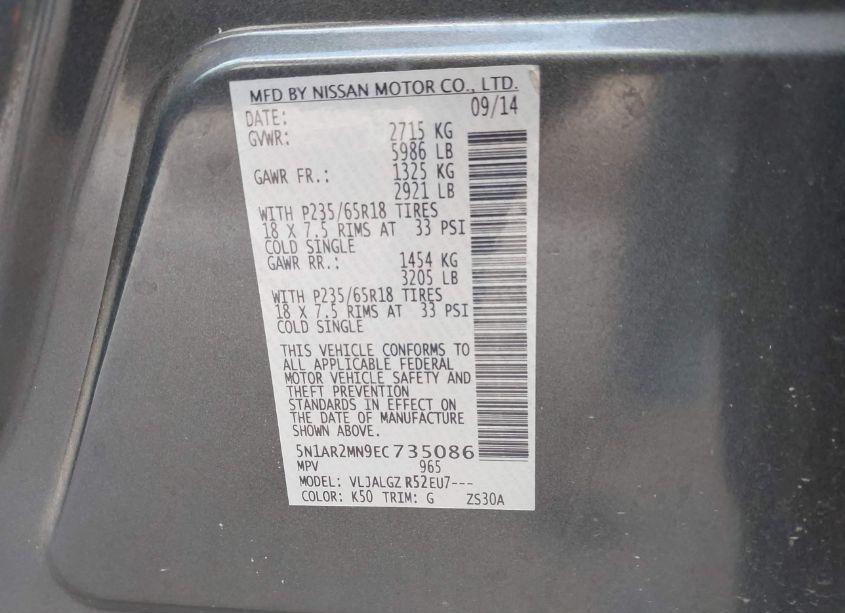 MFD BY NISSAN MOTOR CO., LTD.
DATE: 09/14
GVWR: 2715 KG
5986 LB
GAWR FR.: 1325 KG
2921 LB
WITH P235/65R18 TIRES
18 X 7.5 RIMS AT 33 PSI
COLD SINGLE
GAWR RR.: 1454 KG
3205 LB
WITH P235/65R18 TIRES
18 X 7.5 RIMS AT 33 PSI
COLD SINGLE
THIS VEHICLE CONFORMS TO
ALL APPLICABLE FEDERAL
MOTOR VEHICLE SAFETY AND
THEFT PREVENTION
STANDARDS IN EFFECT ON
THE DATE OF MANUFACTURE
SHOWN ABOVE.
5N1AR2MN9EC735086
MPV 965
MODEL: VLJALGZ R52EU7---
COLOR: K50 TRIM: G ZS30A